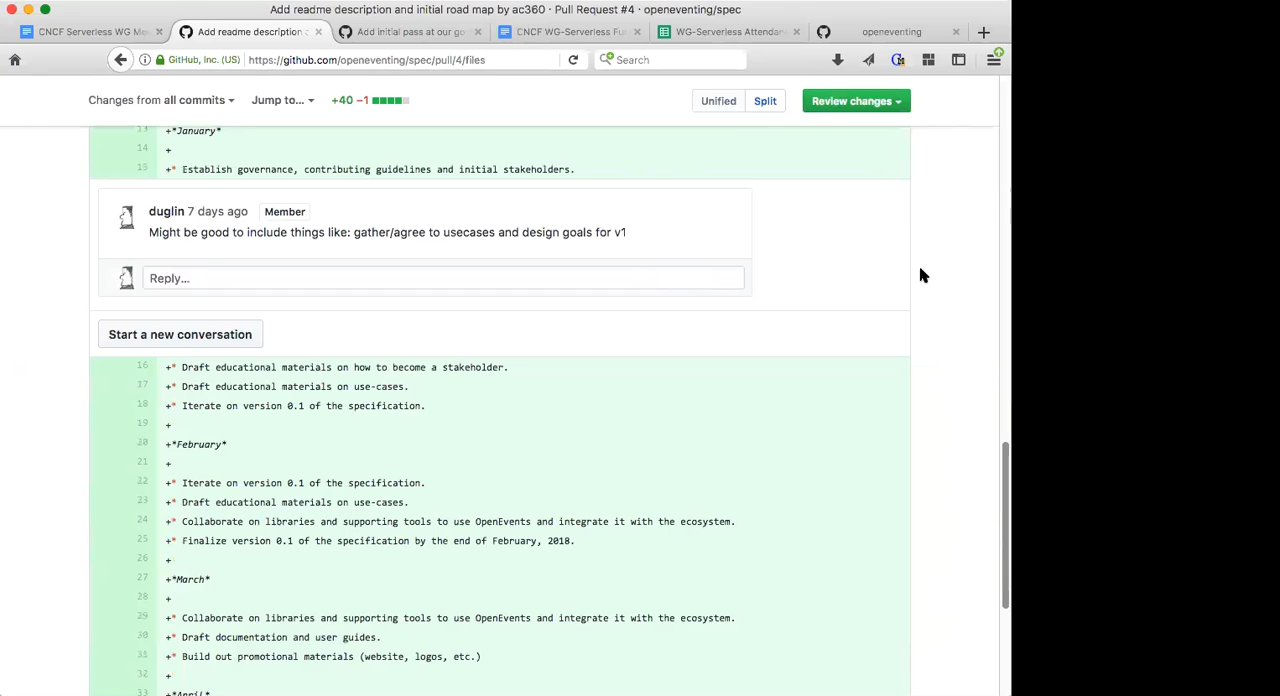 Add readme description and initial road map by ac360 · Pull Request #4 · openeventing/spec
CNCF Serverless WG Me
Add readme description
Add initial pass at our go
CNCF WG-Serverless Fu
WG-Serverless Attendan
openeventing
GitHub, Inc. (US)
https://github.com/openeventing/spec/pull/4/files
Search
Changes from all commits
Jump to...
+40 −1
Unified
Split
Review changes
13 +*January*
14 +
15 +* Establish governance, contributing guidelines and initial stakeholders.
duglin 7 days ago Member
Might be good to include things like: gather/agree to usecases and design goals for v1
Reply...
Start a new conversation
16 +* Draft educational materials on how to become a stakeholder.
17 +* Draft educational materials on use-cases.
18 +* Iterate on version 0.1 of the specification.
19 +
20 +*February*
21 +
22 +* Iterate on version 0.1 of the specification.
23 +* Draft educational materials on use-cases.
24 +* Collaborate on libraries and supporting tools to use OpenEvents and integrate it with the ecosystem.
25 +* Finalize version 0.1 of the specification by the end of February, 2018.
26 +
27 +*March*
28 +
29 +* Collaborate on libraries and supporting tools to use OpenEvents and integrate it with the ecosystem.
30 +* Draft documentation and user guides.
31 +* Build out promotional materials (website, logos, etc.)
32 +
33 +*April*